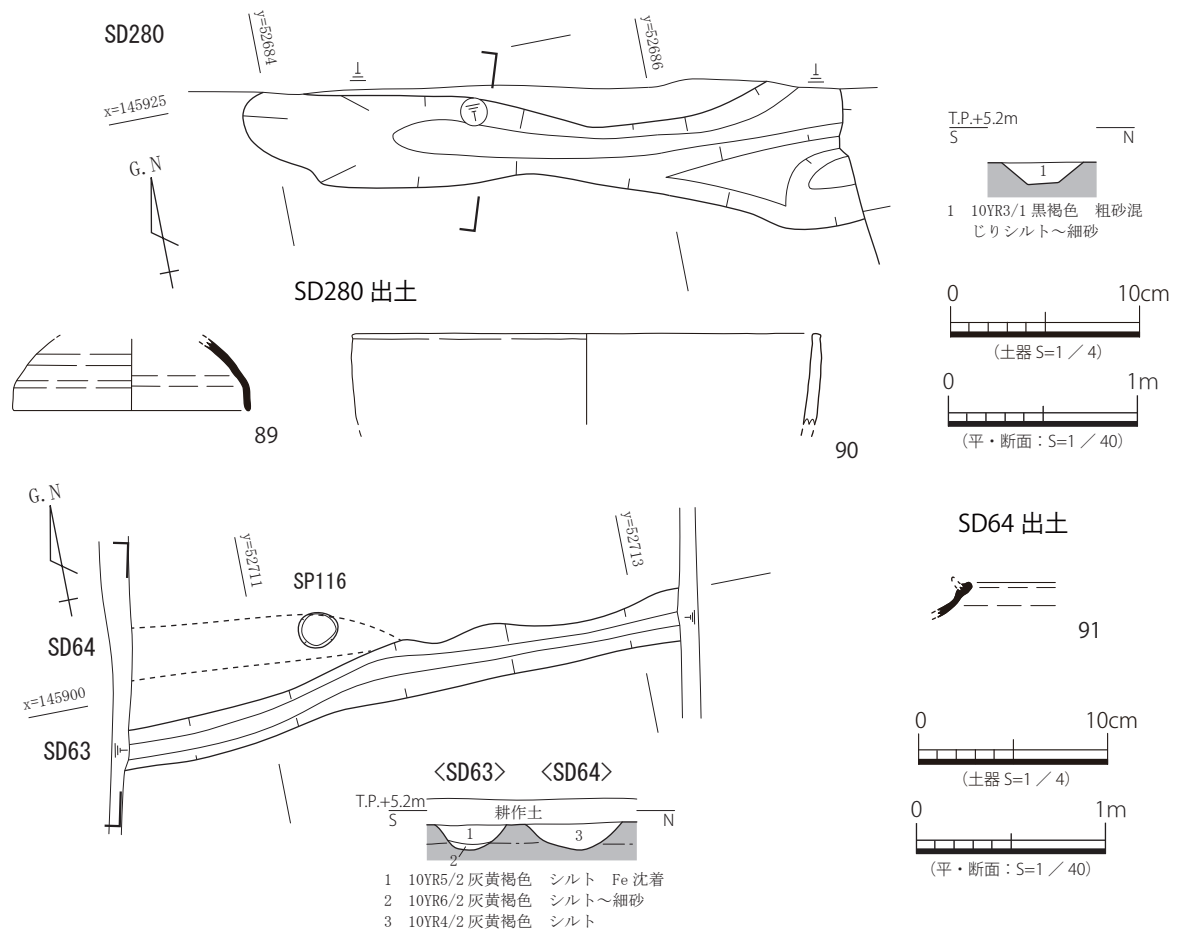 SD280
y=52684
y=52686
x=145925
G.N
T.P.+5.2m
S
N
1
1 10YR3/1 黒褐色 粗砂混
じりシルト～細砂
SD280 出土
89
90
0
10cm
(土器 S=1／4)
0
1m
(平・断面：S=1／40)
G.N
y=52711
y=52713
SP116
SD64
x=145900
SD63
SD64 出土
91
<SD63>
<SD64>
T.P.+5.2m
S
耕作土
N
1
3
2
1 10YR5/2 灰黄褐色 シルト Fe 沈着
2 10YR6/2 灰黄褐色 シルト～細砂
3 10YR4/2 灰黄褐色 シルト
0
10cm
(土器 S=1／4)
0
1m
(平・断面：S=1／40)